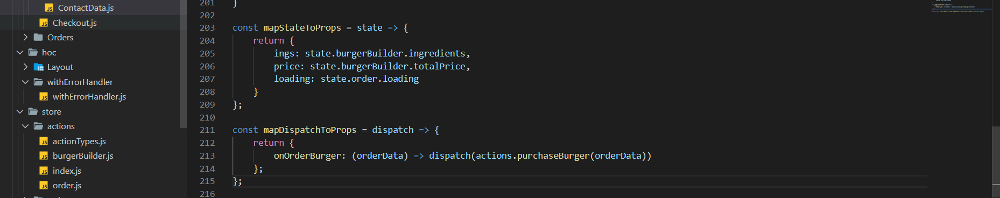 ContactData.js
Checkout.js
Orders
hoc
Layout
withErrorHandler
withErrorHandler.js
store
actions
actionTypes.js
burgerBuilder.js
index.js
order.js
201 }
202
203 const mapStateToProps = state => {
204 return {
205 ings: state.burgerBuilder.ingredients,
206 price: state.burgerBuilder.totalPrice,
207 loading: state.order.loading
208 }
209 };
210
211 const mapDispatchToProps = dispatch => {
212 return {
213 onOrderBurger: (orderData) => dispatch(actions.purchaseBurger(orderData))
214 };
215 };
216